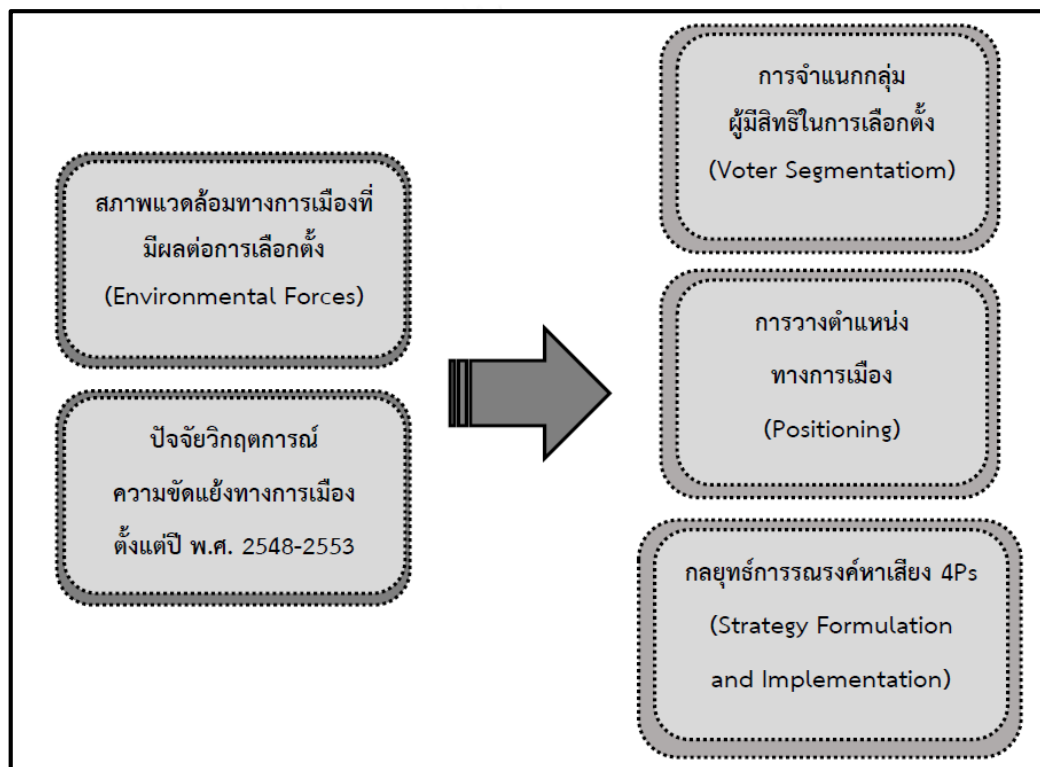 สภาพแวดล้อมทางการเมืองที่
มีผลต่อการเลือกตั้ง
(Environmental Forces)
ปัจจัยวิกฤตการณ์
ความขัดแย้งทางการเมือง
ตั้งแต่ปี พ.ศ. 2548-2553
การจำแนกกลุ่ม
ผู้มีสิทธิในการเลือกตั้ง
(Voter Segmentatiom)
การวางตำแหน่ง
ทางการเมือง
(Positioning)
กลยุทธ์การรณรงค์หาเสียง 4Ps
(Strategy Formulation
and Implementation)